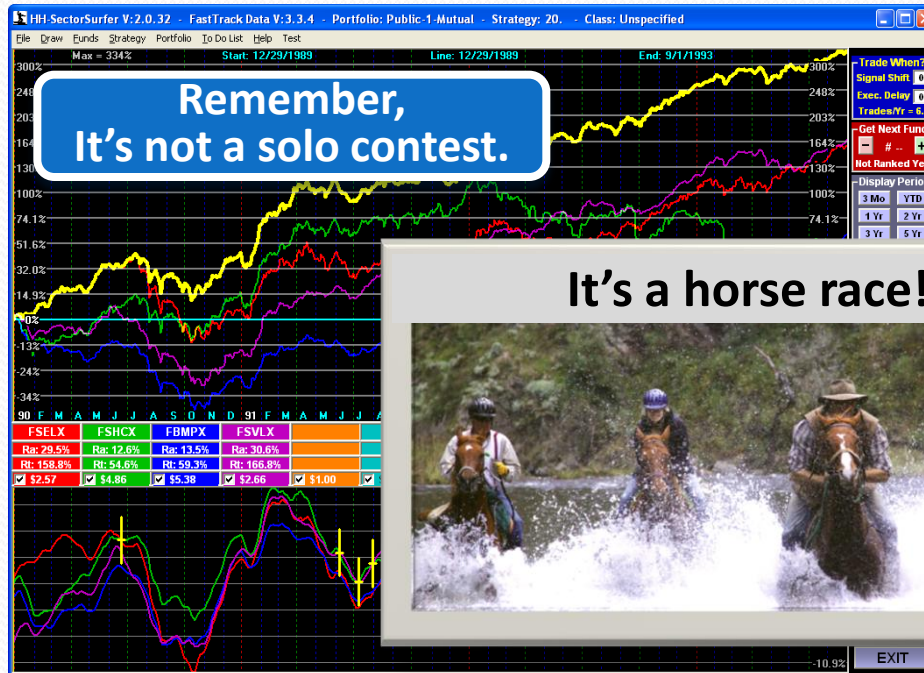 HH-SectorSurfer V:2.0.32 - FastTrack Data V:3.3.4 - Portfolio: Public-1-Mutual - Strategy: 20. - Class: Unspecified
File Draw Funds Strategy Portfolio To Do List Help Test
Max = 334% Start: 12/29/1989 Line: 12/29/1989 End: 9/1/1993
Trade When?
Signal Shift 0
Exec. Delay 0
Trades/Yr = 6.
Get Next Fund
- # -- +
Not Ranked Ye
Display Perio
3 Mo YTD
1 Yr 2 Yr
3 Yr 5 Yr
300% 300%
248% 248%
203% 203%
164% 164%
130% 130%
100% 100%
74.1% 74.1%
51.6%
32.0%
14.9%
0%
-13%
-24%
-34%
Remember,
It's not a solo contest.
It's a horse race!
90 F M A M J J A S O N D 91 F M A M J J A
FSELX FSHCX FBMPX FSVLX
Ra: 29.5% Ra: 12.6% Ra: 13.5% Ra: 30.6%
Rt: 158.8% Rt: 54.6% Rt: 59.3% Rt: 166.8%
$2.57 $4.86 $5.38 $2.66 $1.00
-10.9%
EXIT